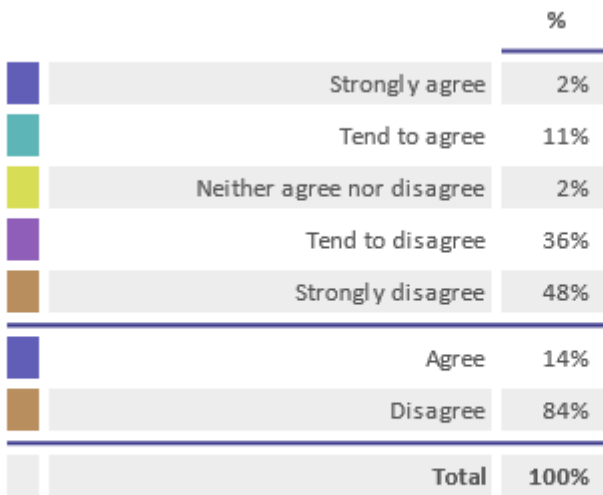 %
Strongly agree 2%
Tend to agree 11%
Neither agree nor disagree 2%
Tend to disagree 36%
Strongly disagree 48%
Agree 14%
Disagree 84%
Total 100%